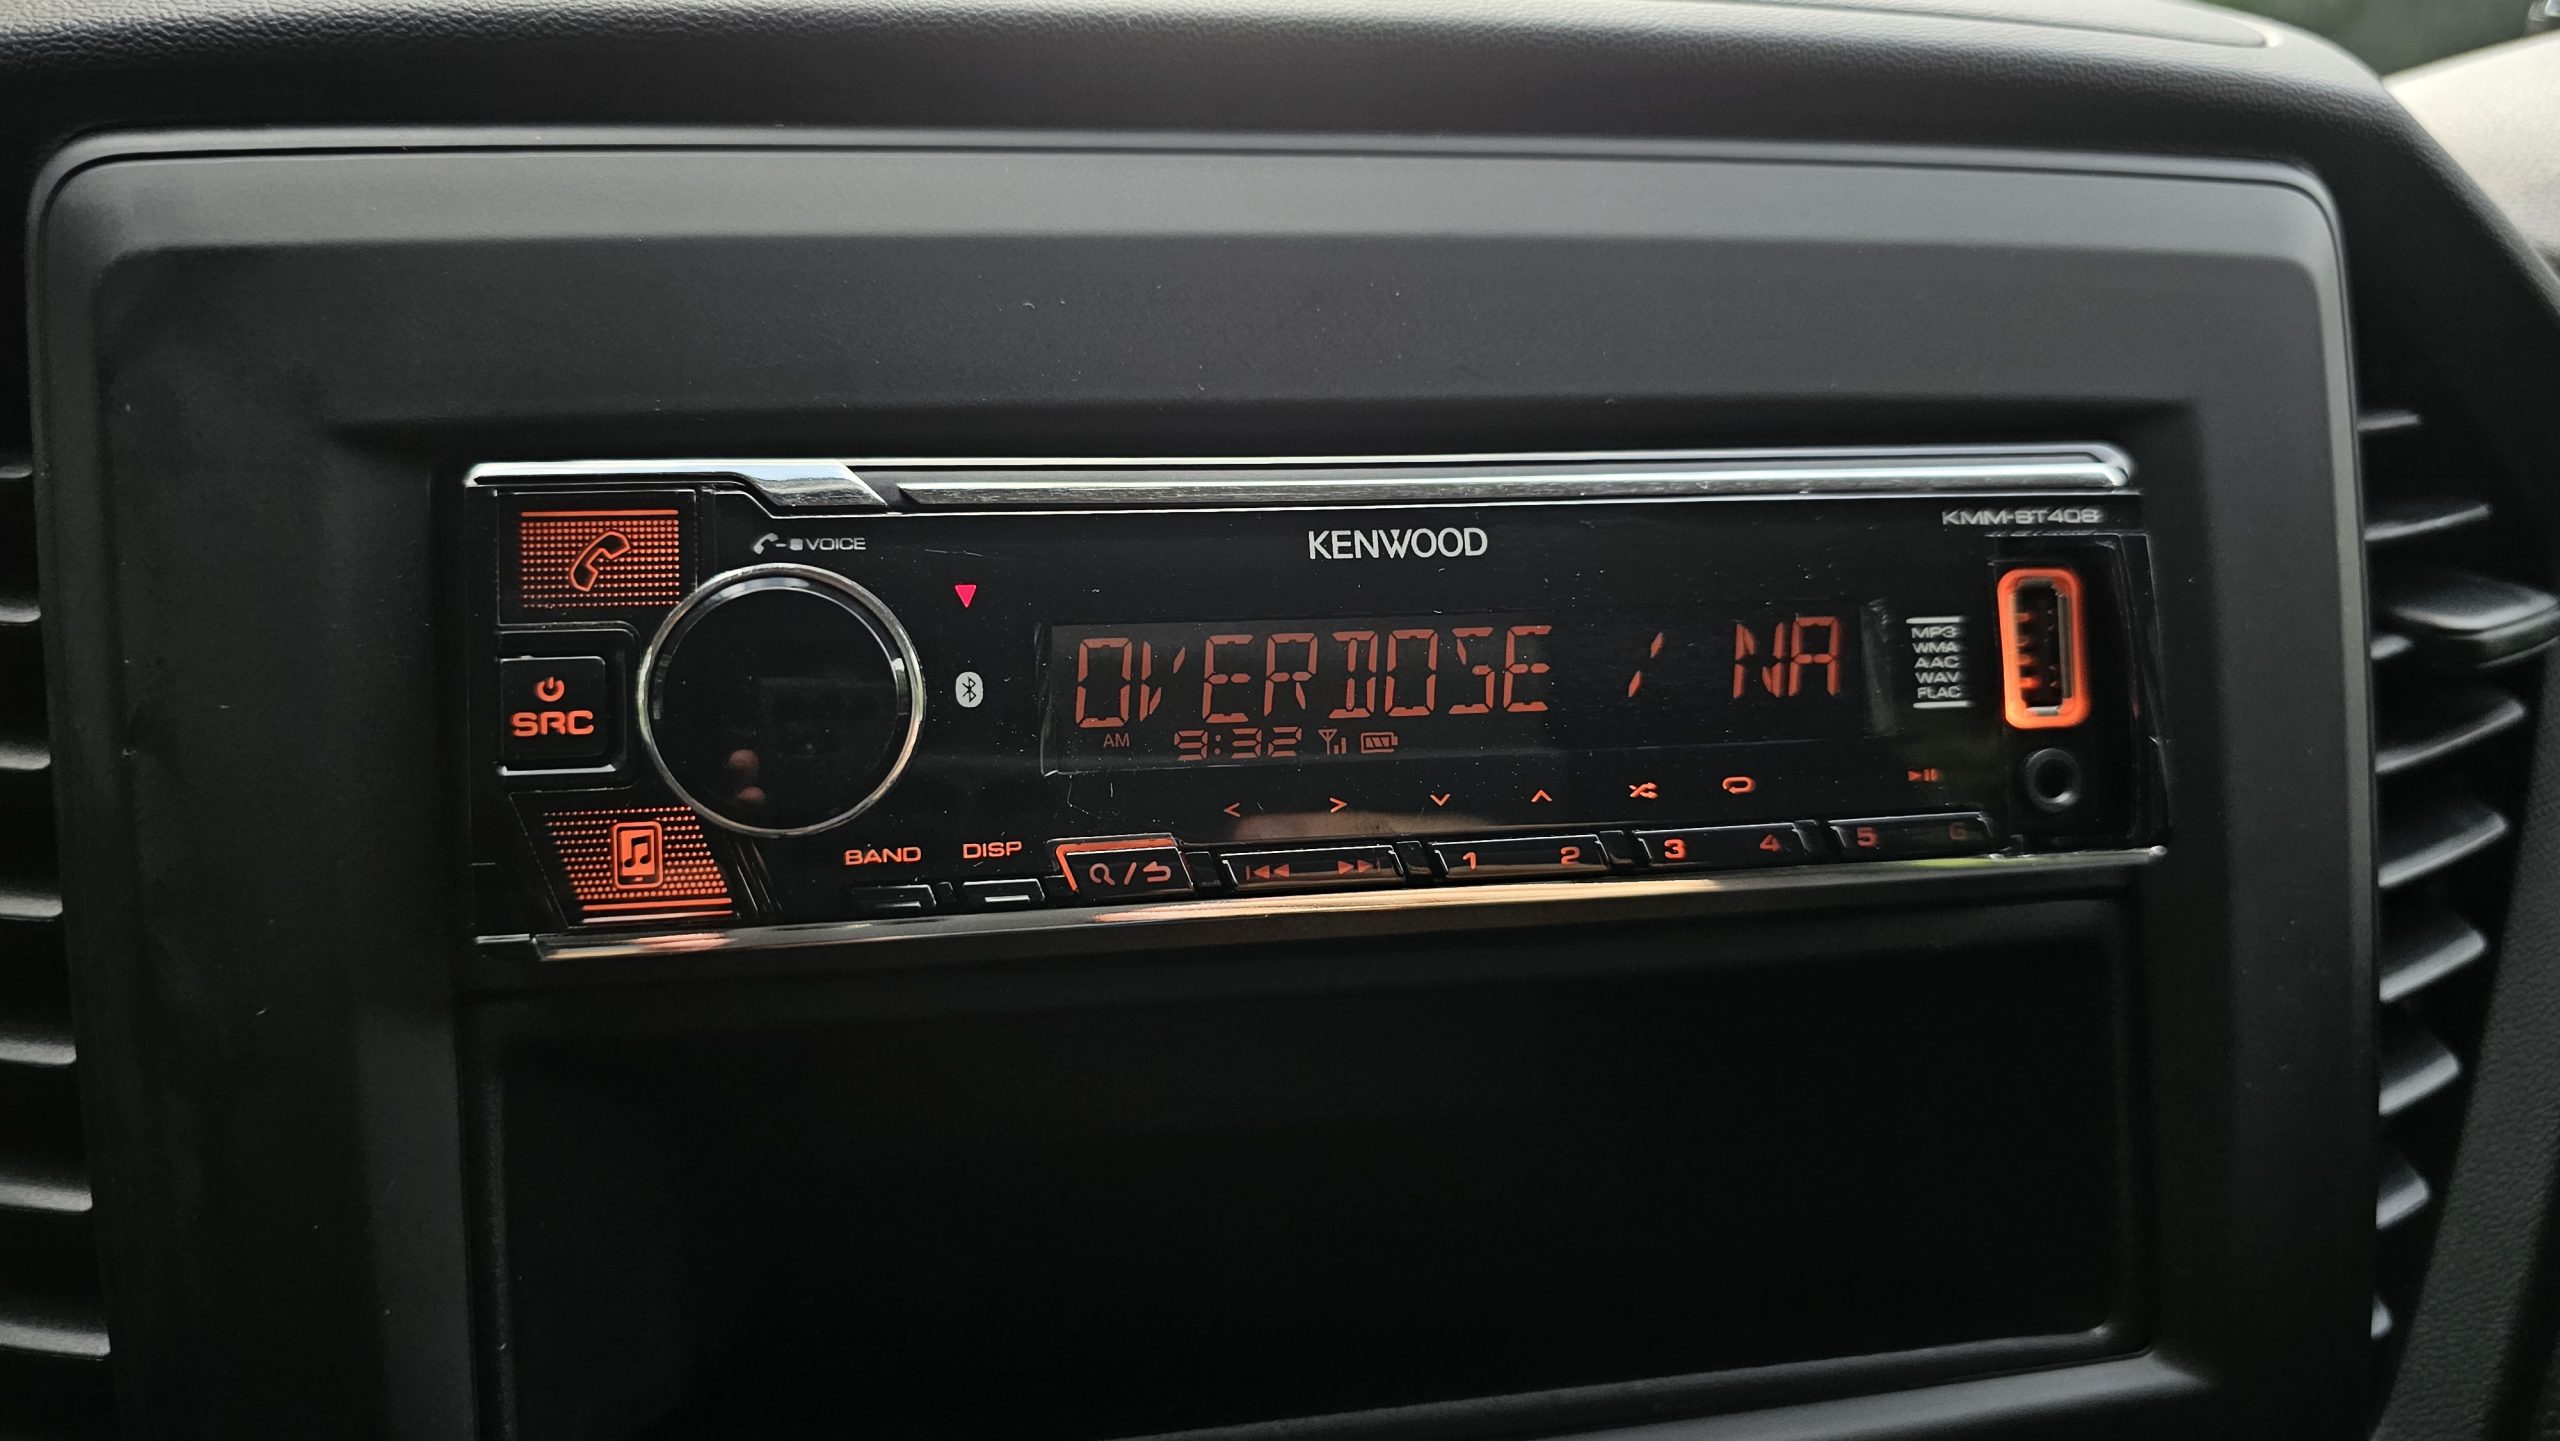 KENWOOD
KMM-BT408
VOICE
OVERDOSE / NA
AM 9:32
MP3
WMA
AAC
WAV
FLAC
SRC
BAND
DISP
1 2 3 4 5 6